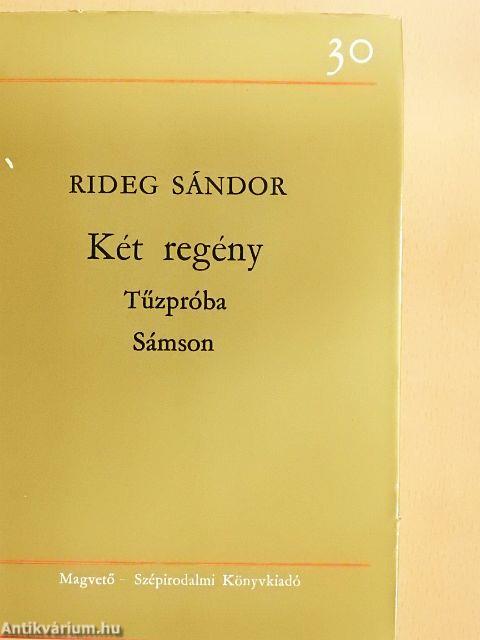 30
RIDEG SÁNDOR
Két regény
Tűzpróba
Sámson
Magvető – Szépirodalmi Könyvkiadó
Antikvárium.hu